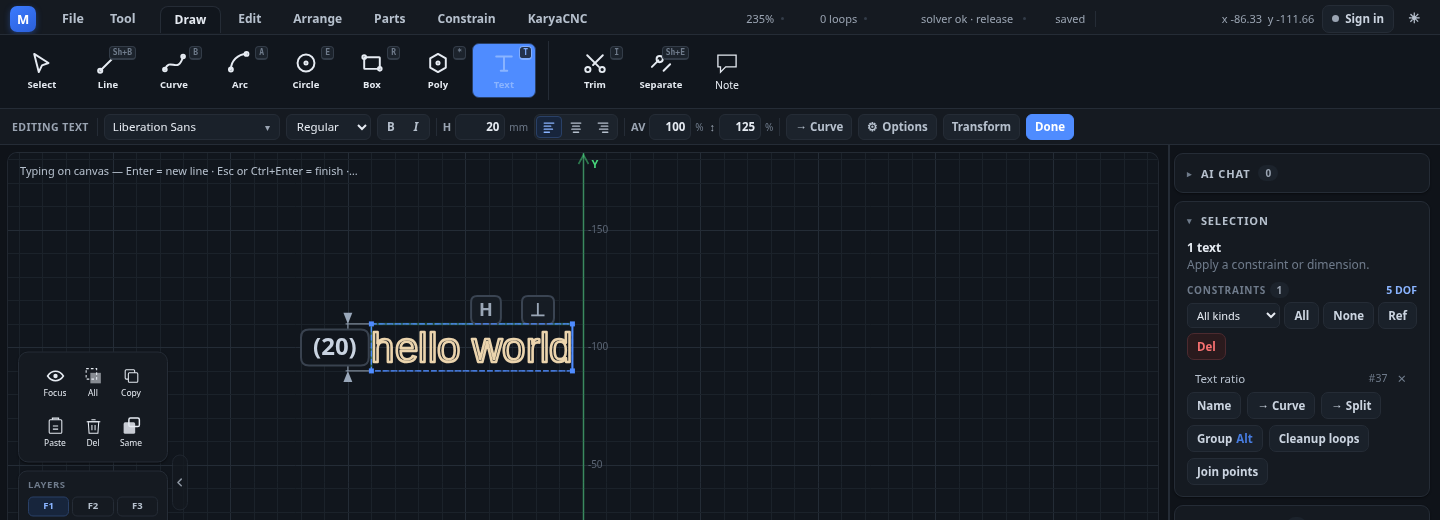 M File Tool Draw Edit Arrange Parts Constrain KaryaCNC 235% 0 loops solver ok · release saved x -86.33 y -111.66 Sign in
Sh+B B A E R * T I Sh+E
Select Line Curve Arc Circle Box Poly Text Trim Separate Note
EDITING TEXT Liberation Sans Regular B I H 20 mm AV 100 % ↕ 125 % → Curve ⚙ Options Transform Done
Typing on canvas — Enter = new line · Esc or Ctrl+Enter = finish ·…
Y
-150
H ⊥
(20) hello world
-100
-50
Focus All Copy
Paste Del Same
LAYERS
F1 F2 F3
AI CHAT 0
SELECTION
1 text
Apply a constraint or dimension.
CONSTRAINTS 1 5 DOF
All kinds All None Ref
Del
Text ratio #37 ×
Name → Curve → Split
Group Alt Cleanup loops
Join points